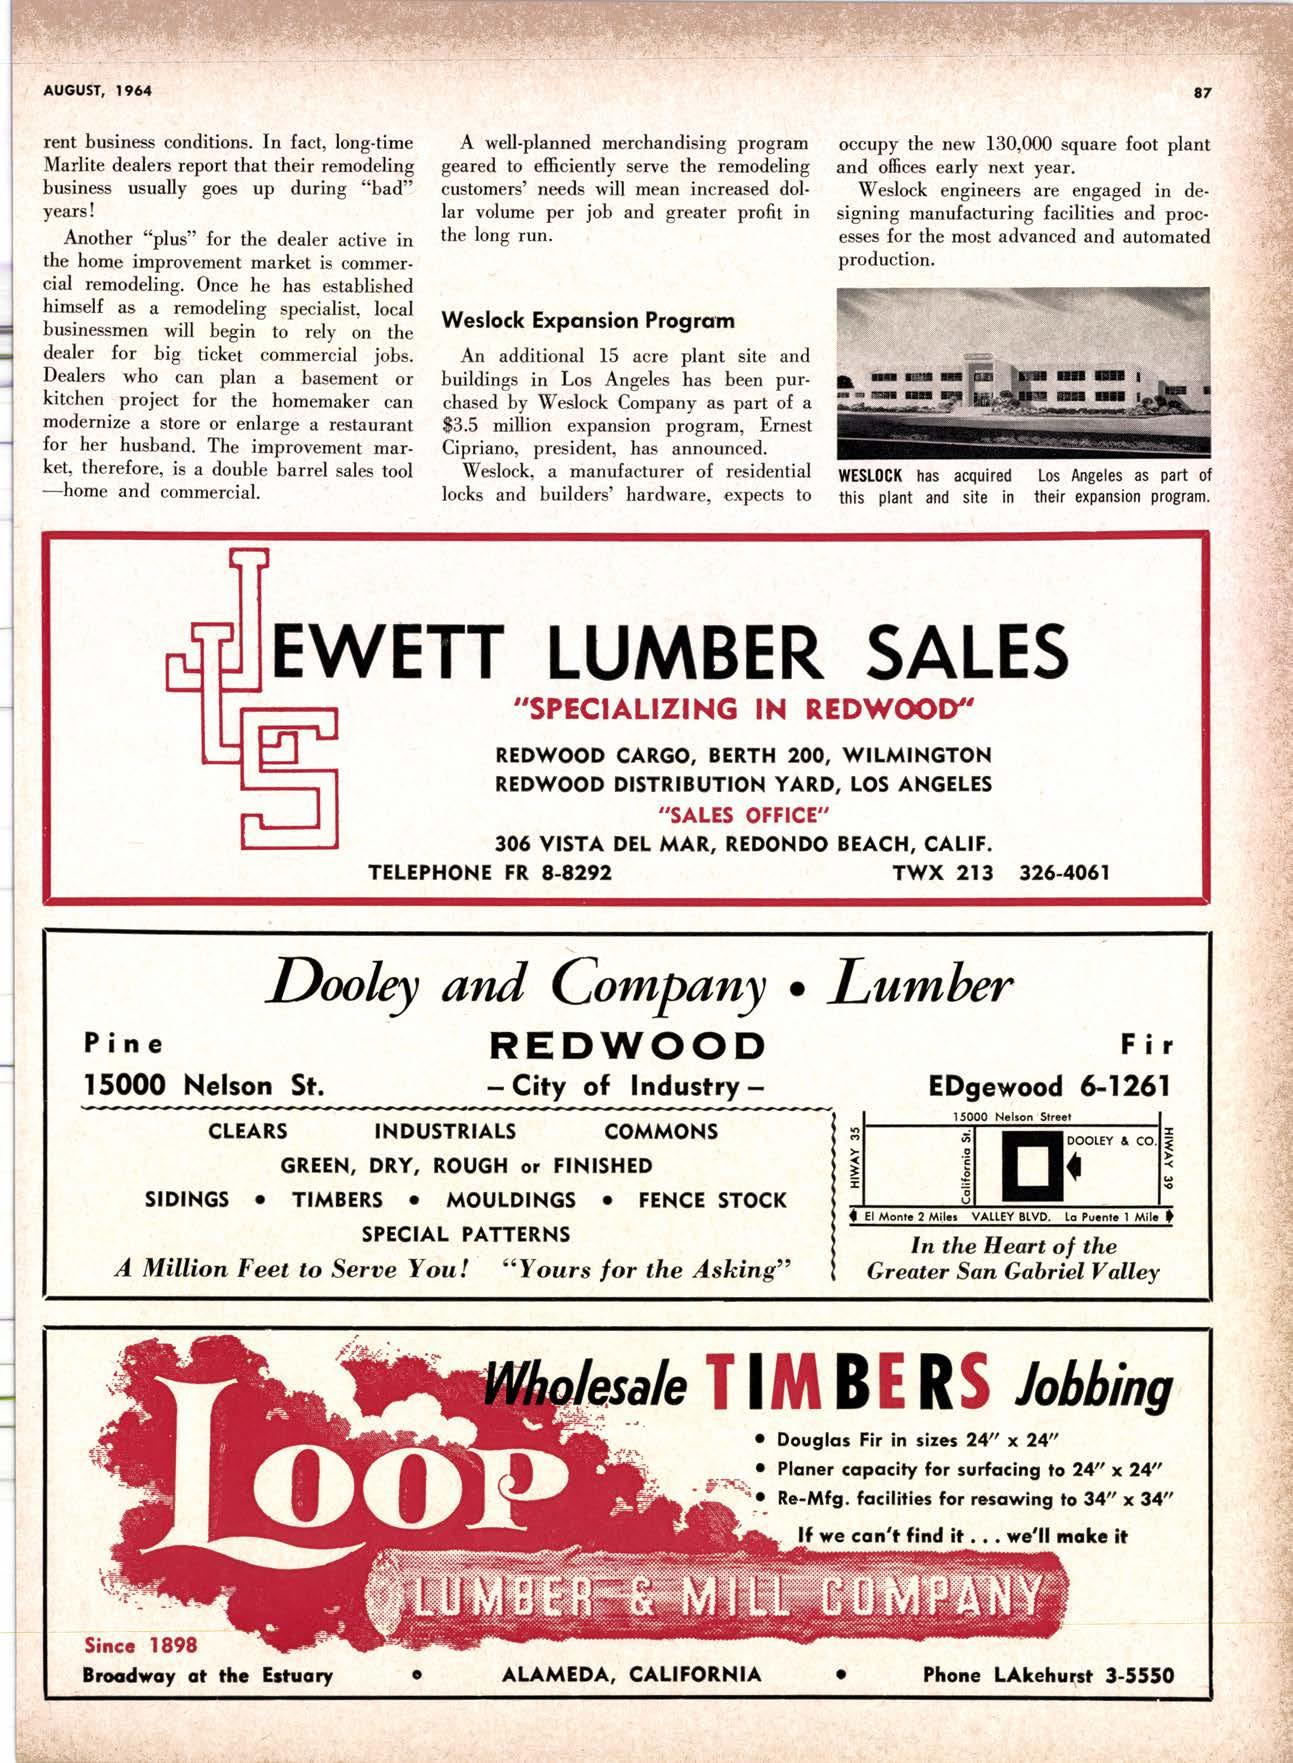 AUGUST, 1964
87
rent business conditions. In fact, long-time
Marlite dealers report that their remodeling
business usually goes up during "bad"
years!
Another "plus" for the dealer active in
the home improvement market is commer-
cial remodeling. Once he has established
himself as a remodeling specialist, local
businessmen will begin to rely on the
dealer for big ticket commercial jobs.
Dealers who can plan a basement or
kitchen project for the homemaker can
modernize a store or enlarge a restaurant
for her husband. The improvement mar-
ket, therefore, is a double barrel sales tool
—home and commercial.
A well-planned merchandising program
geared to efficiently serve the remodeling
customers' needs will mean increased dol-
lar volume per job and greater profit in
the long run.
Weslock Expansion Program
An additional 15 acre plant site and
buildings in Los Angeles has been pur-
chased by Weslock Company as part of a
$3.5 million expansion program, Ernest
Cipriano, president, has announced.
Weslock, a manufacturer of residential
locks and builders' hardware, expects to
occupy the new 130,000 square foot plant
and offices early next year.
Weslock engineers are engaged in de-
signing manufacturing facilities and proc-
esses for the most advanced and automated
production.
WESLOCK has acquired
this plant and site in
Los Angeles as part of
their expansion program.
JEWETT LUMBER SALES
JLS
"SPECIALIZING IN REDWOOD"
REDWOOD CARGO, BERTH 200, WILMINGTON
REDWOOD DISTRIBUTION YARD, LOS ANGELES
"SALES OFFICE"
306 VISTA DEL MAR, REDONDO BEACH, CALIF.
TELEPHONE FR 8-8292 TWX 213 326-4061
Dooley and Company • Lumber
Pine REDWOOD Fir
15000 Nelson St. – City of Industry – EDgewood 6-1261
CLEARS INDUSTRIALS COMMONS
GREEN, DRY, ROUGH or FINISHED
SIDINGS • TIMBERS • MOULDINGS • FENCE STOCK
SPECIAL PATTERNS
A Million Feet to Serve You! "Yours for the Asking"
15000 Nelson Street
HIWAY 35
California St.
DOOLEY & CO.
HIWAY 39
El Monte 2 Miles VALLEY BLVD. La Puente 1 Mile
In the Heart of the
Greater San Gabriel Valley
Wholesale TIMBERS Jobbing
• Douglas Fir in sizes 24" x 24"
• Planer capacity for surfacing to 24" x 24"
• Re-Mfg. facilities for resawing to 34" x 34"
If we can't find it . . . we'll make it
LOOP
LUMBER & MILL COMPANY
Since 1898
Broadway at the Estuary • ALAMEDA, CALIFORNIA • Phone LAkehurst 3-5550